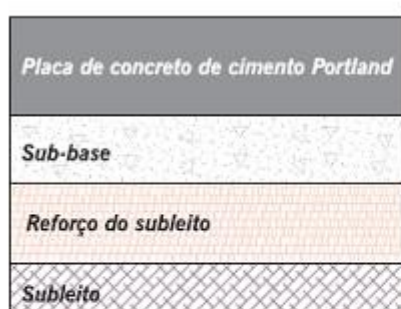 Placa de concreto de cimento Portland
Sub-base
Reforço do subleito
Subleito